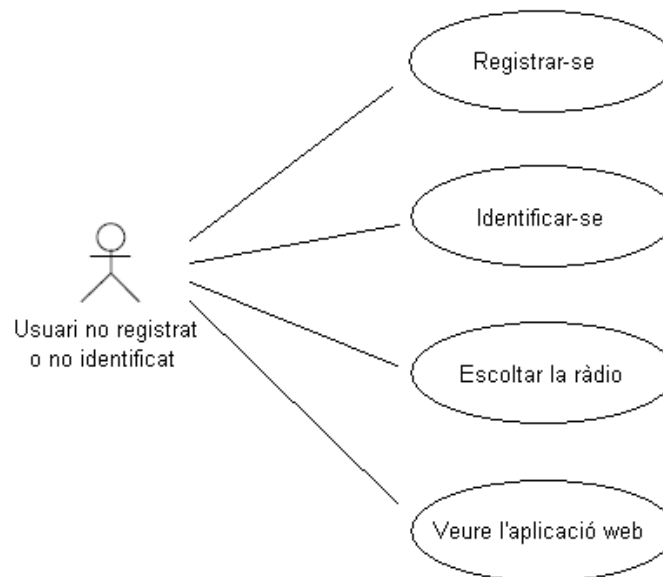 Registrar-se
Identificar-se
Usuari no registrat
o no identificat
Escoltar la ràdio
Veure l'aplicació web